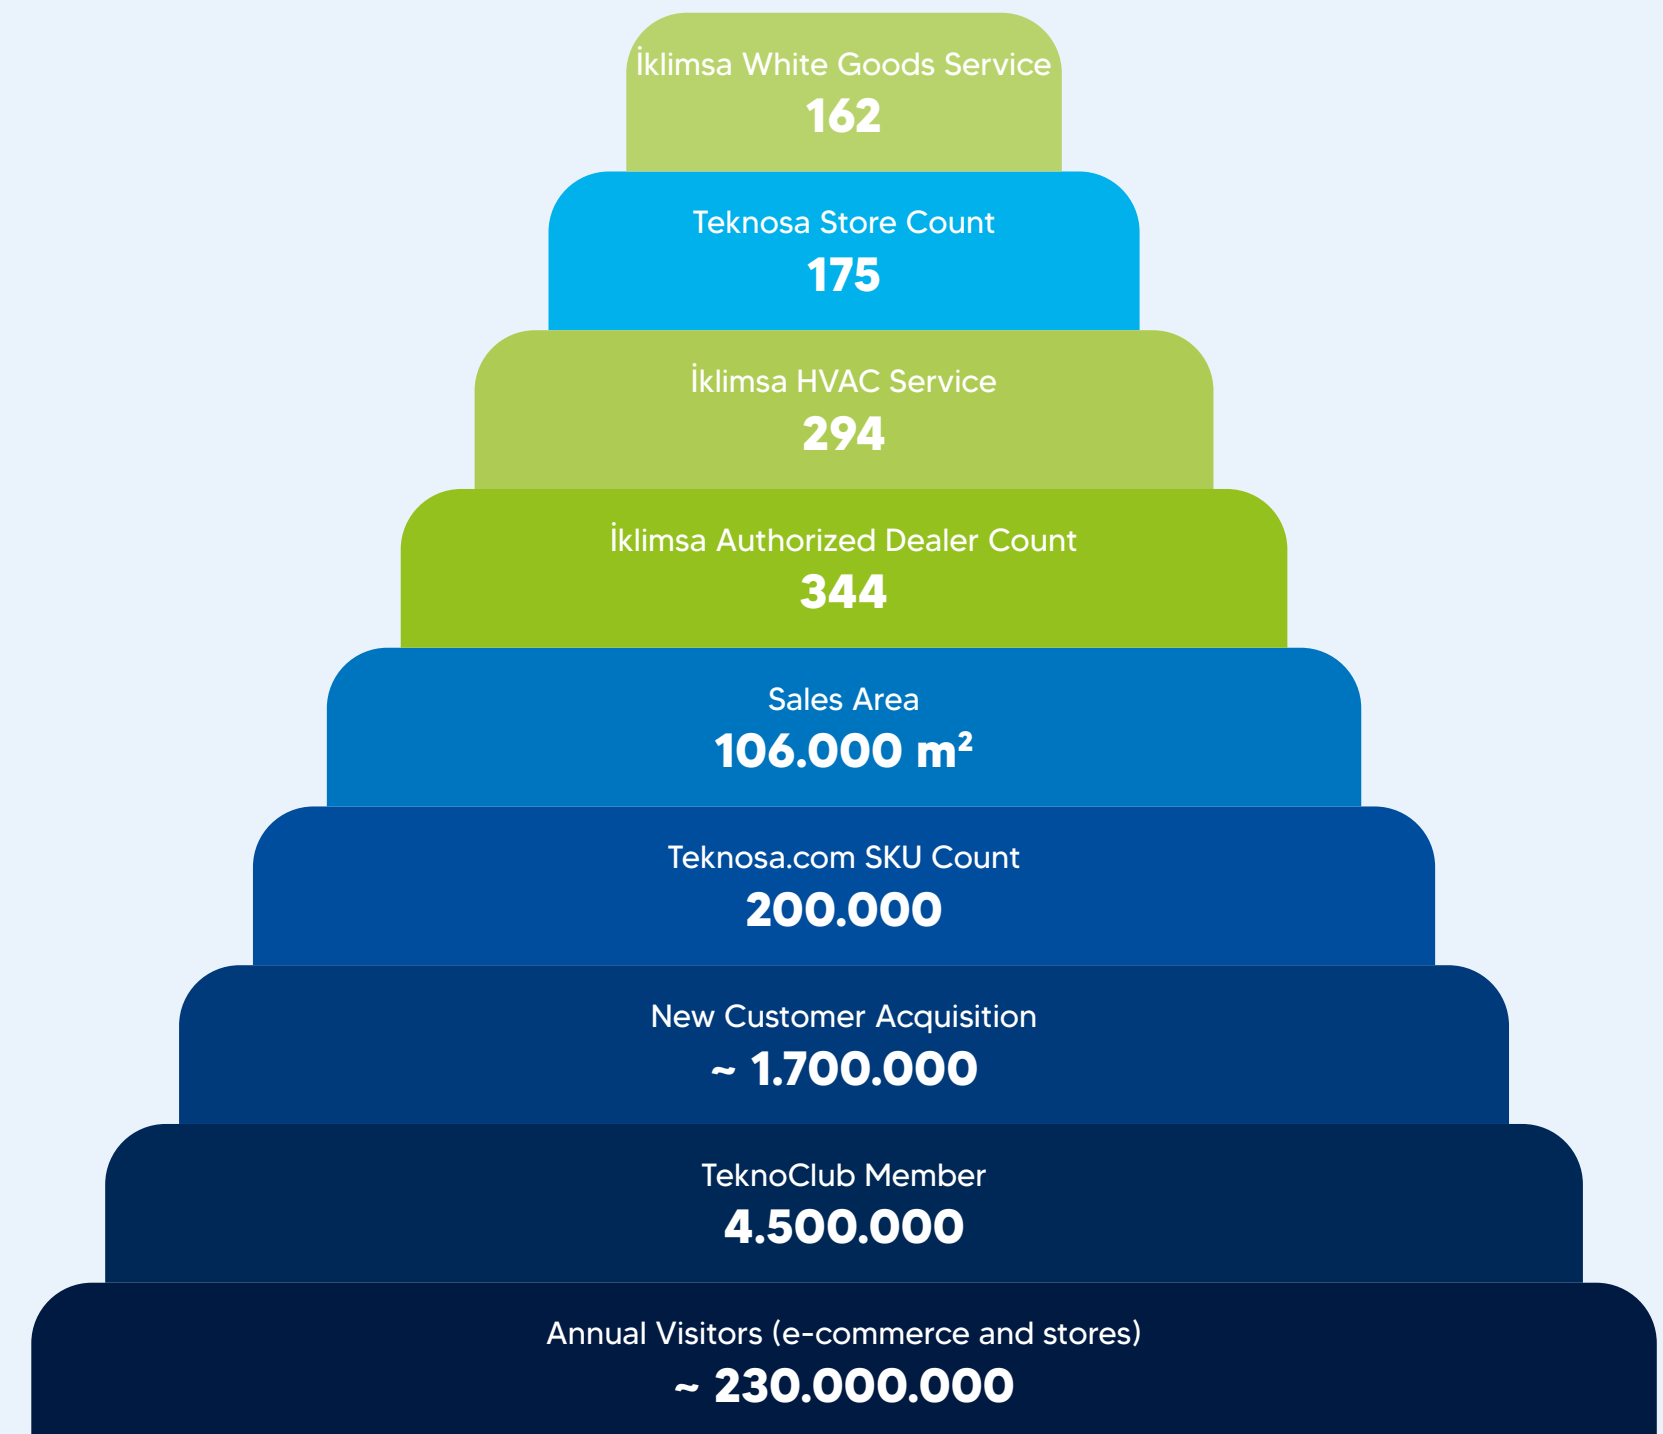 İklimsa White Goods Service
162
Teknosa Store Count
175
İklimsa HVAC Service
294
İklimsa Authorized Dealer Count
344
Sales Area
106.000 m²
Teknosa.com SKU Count
200.000
New Customer Acquisition
~ 1.700.000
TeknoClub Member
4.500.000
Annual Visitors (e-commerce and stores)
~ 230.000.000